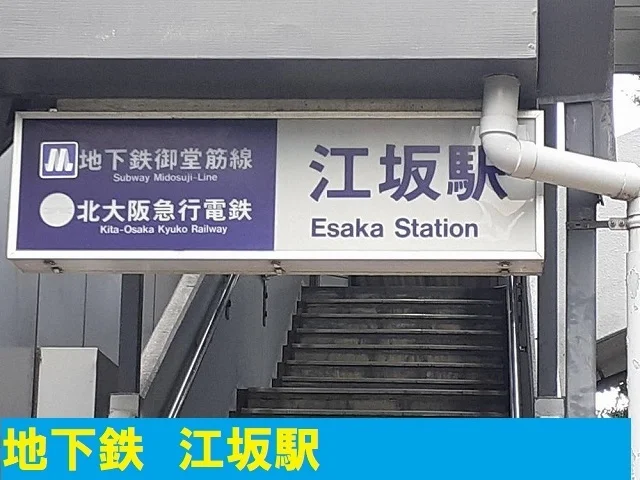 地下鉄御堂筋線
Subway Midosuji-Line
北大阪急行電鉄
Kita-Osaka Kyuko Railway
江坂駅
Esaka Station
地下鉄 江坂駅